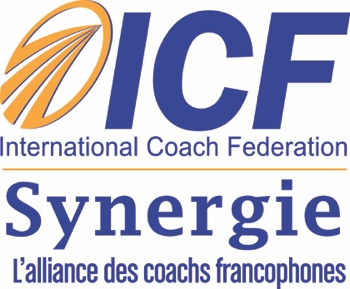 ICF
International Coach Federation
Synergie
L'alliance des coachs francophones